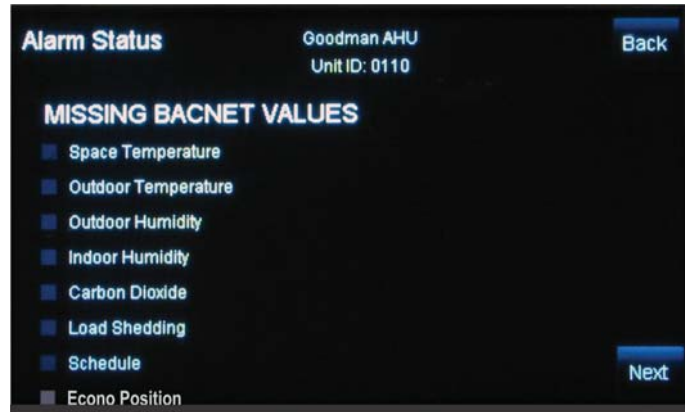 Alarm Status
Goodman AHU
Back
Unit ID: 0110
MISSING BACNET VALUES
Space Temperature
Outdoor Temperature
Outdoor Humidity
Indoor Humidity
Carbon Dioxide
Load Shedding
Schedule
Next
Econo Position